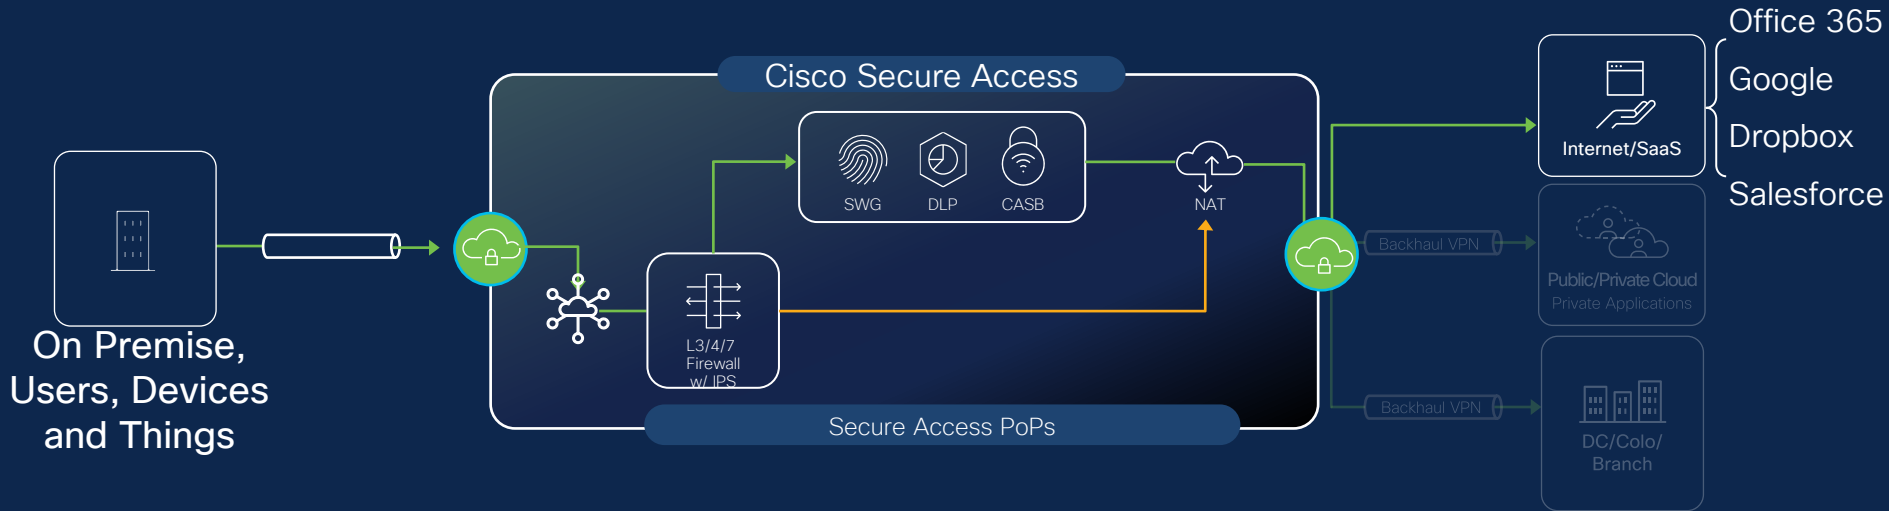 On Premise,
Users, Devices
and Things
Cisco Secure Access
SWG
DLP
CASB
NAT
L3/4/7
Firewall
w/ IPS
Secure Access PoPs
Internet/SaaS
Office 365
Google
Dropbox
Salesforce
Backhaul VPN
Public/Private Cloud
Private Applications
Backhaul VPN
DC/Colo/
Branch